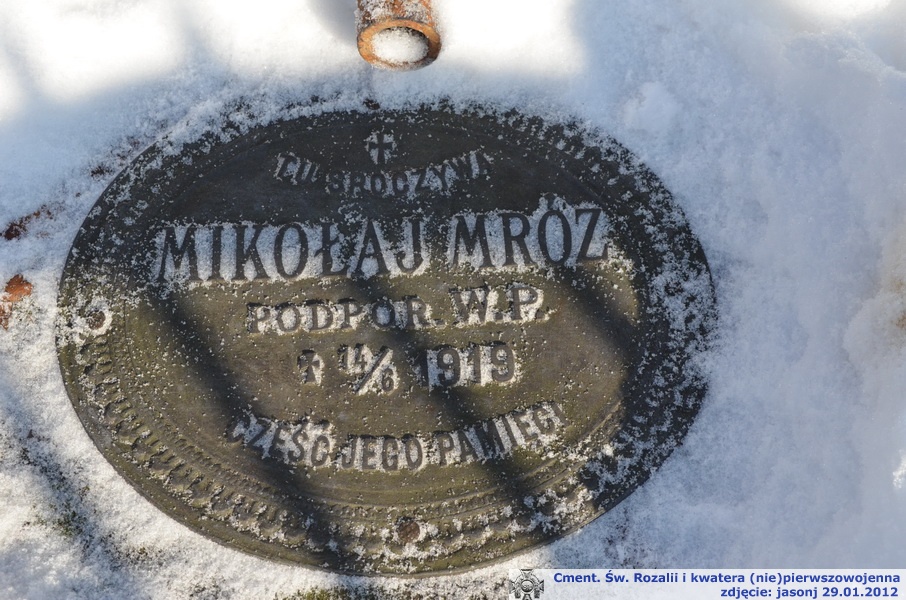 TU SPOCZYWA
MIKOŁAJ MRÓZ
PODPOR. W.P.
✝ 14/6 1919
CZEŚĆ JEGO PAMIĘCI
Cment. Św. Rozalii i kwatera (nie)pierwszowojenna
zdjęcie: jasonj 29.01.2012